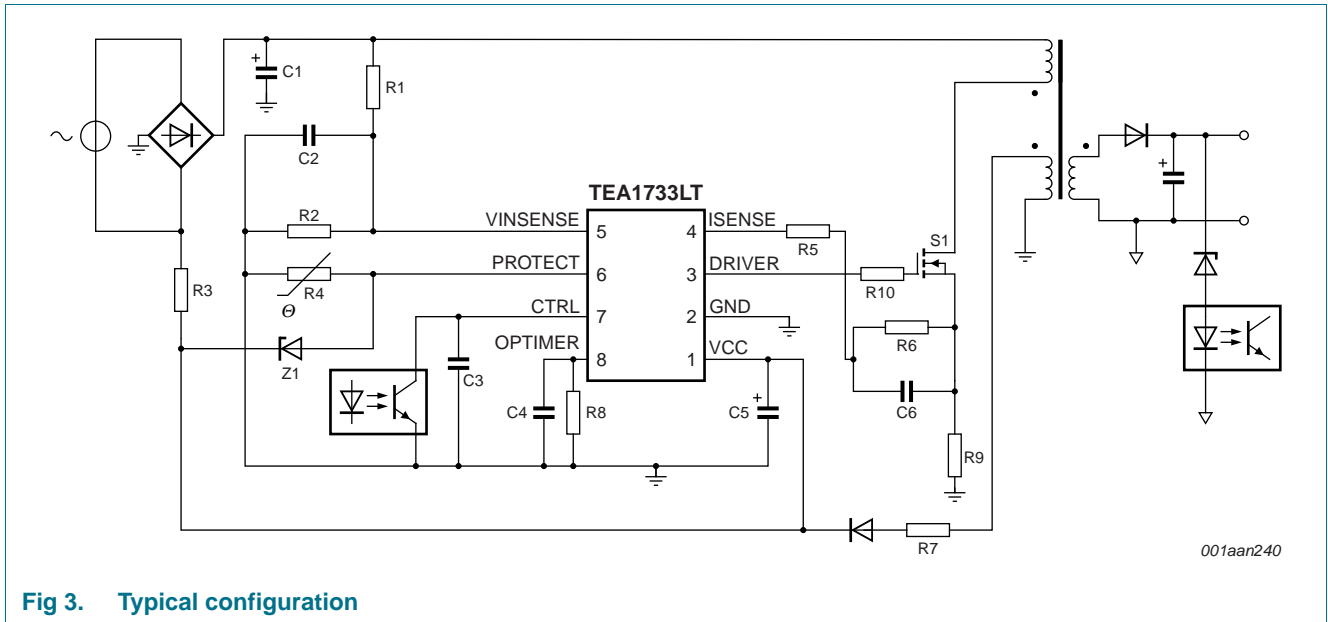 C1
R1
C2
TEA1733LT
R2
VINSENSE
5
4
ISENSE
R5
S1
R3
R4
Θ
PROTECT
6
3
DRIVER
R10
CTRL
7
2
GND
R6
Z1
OPTIMER
8
1
VCC
C3
C4
R8
C5
C6
R9
R7
001aan240
Fig 3. Typical configuration